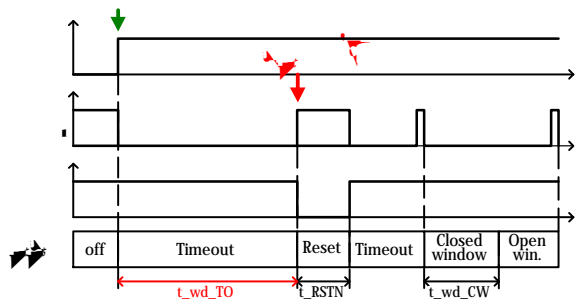 off
Timeout
Reset
Timeout
Closed
window
Open
win.
t_wd_TO
t_RSTN
t_wd_CW